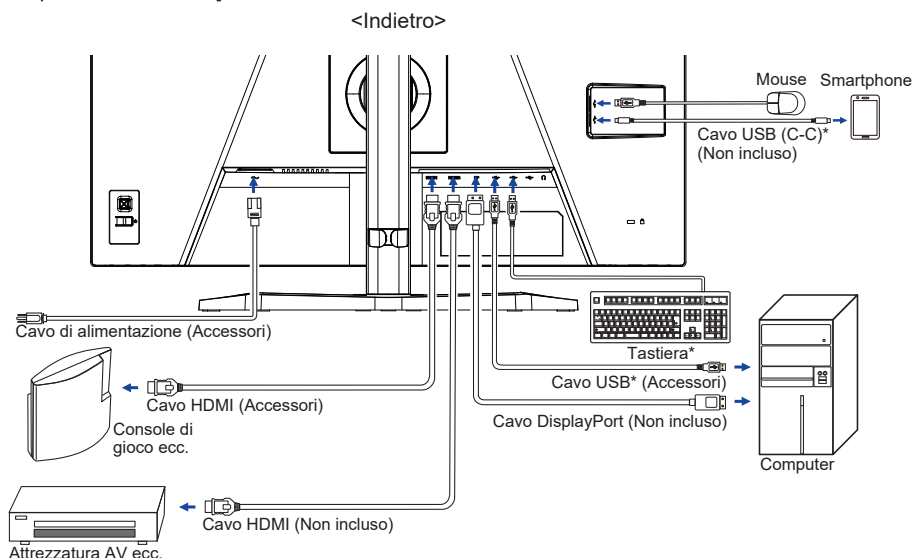 <Indietro>
Mouse
Smartphone
Cavo USB (C-C)*
(Non incluso)
Cavo di alimentazione (Accessori)
Tastiera*
Cavo USB* (Accessori)
Cavo HDMI (Accessori)
Cavo DisplayPort (Non incluso)
Console di
gioco ecc.
Computer
Cavo HDMI (Non incluso)
Attrezzatura AV ecc.